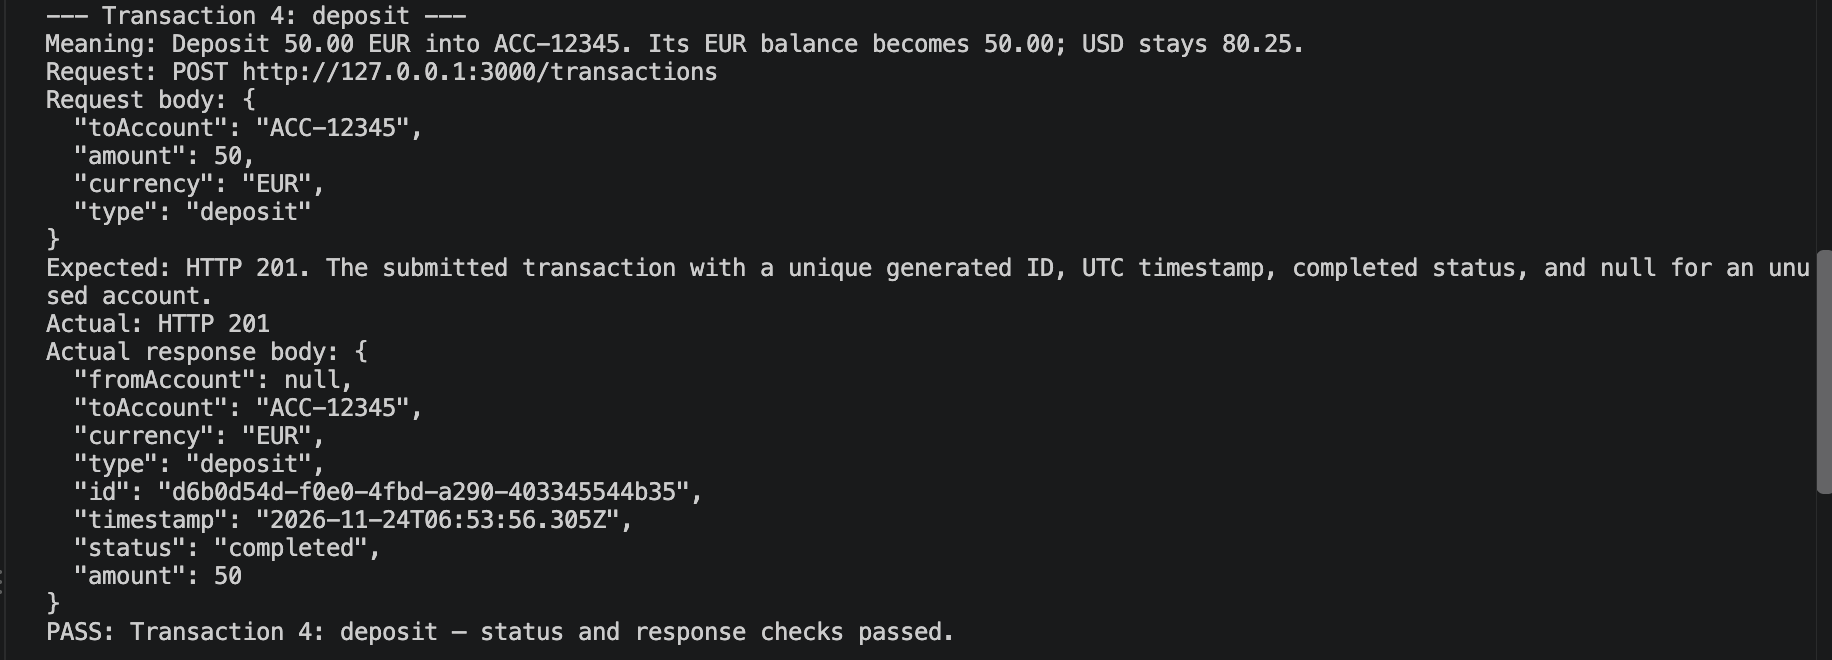 --- Transaction 4: deposit ---
Meaning: Deposit 50.00 EUR into ACC-12345. Its EUR balance becomes 50.00; USD stays 80.25.
Request: POST http://127.0.0.1:3000/transactions
Request body: {
  "toAccount": "ACC-12345",
  "amount": 50,
  "currency": "EUR",
  "type": "deposit"
}
Expected: HTTP 201. The submitted transaction with a unique generated ID, UTC timestamp, completed status, and null for an unu
sed account.
Actual: HTTP 201
Actual response body: {
  "fromAccount": null,
  "toAccount": "ACC-12345",
  "currency": "EUR",
  "type": "deposit",
  "id": "d6b0d54d-f0e0-4fbd-a290-403345544b35",
  "timestamp": "2026-11-24T06:53:56.305Z",
  "status": "completed",
  "amount": 50
}
PASS: Transaction 4: deposit — status and response checks passed.